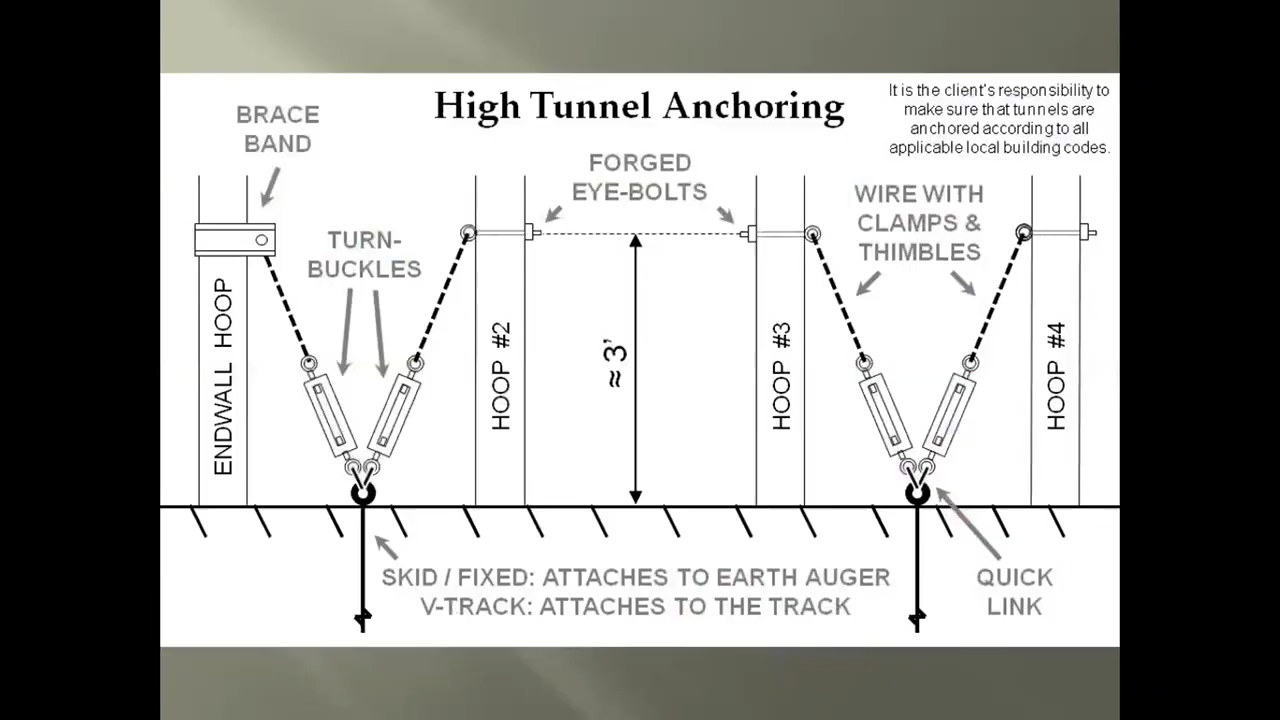 High Tunnel Anchoring
It is the client's responsibility to
make sure that tunnels are
anchored according to all
applicable local building codes.
BRACE
BAND
FORGED
EYE-BOLTS
WIRE WITH
CLAMPS &
THIMBLES
TURN-
BUCKLES
ENDWALL HOOP
HOOP #2
≈ 3'
HOOP #3
HOOP #4
SKID / FIXED: ATTACHES TO EARTH AUGER
V-TRACK: ATTACHES TO THE TRACK
QUICK
LINK